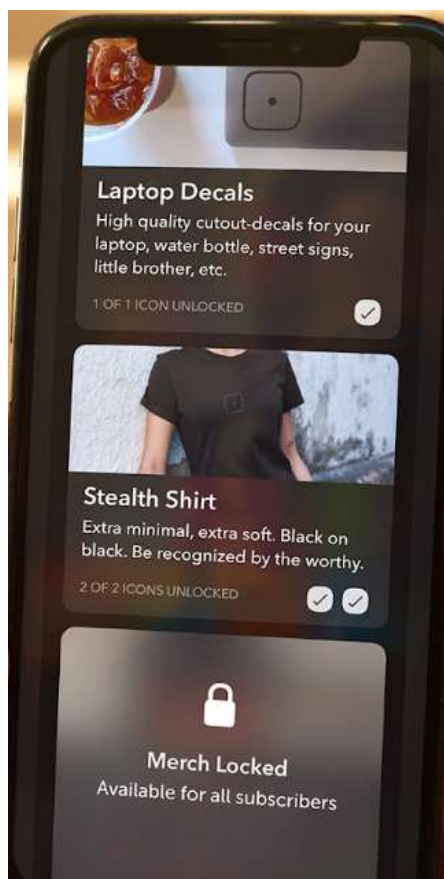 Laptop Decals
High quality cutout-decals for your
laptop, water bottle, street signs,
little brother, etc.
1 OF 1 ICON UNLOCKED
Stealth Shirt
Extra minimal, extra soft. Black on
black. Be recognized by the worthy.
2 OF 2 ICONS UNLOCKED
Merch Locked
Available for all subscribers